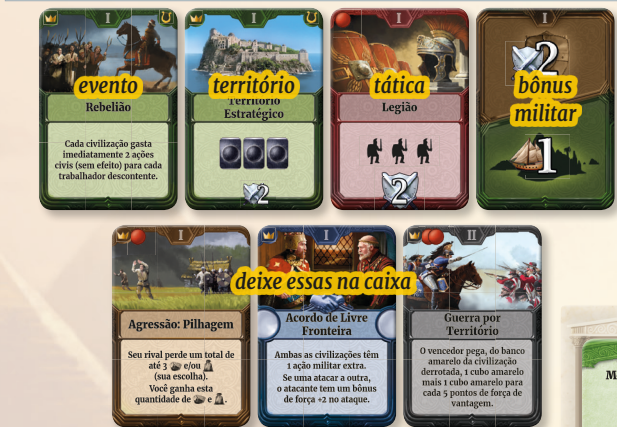 I
evento
Rebelião
Cada civilização gasta
imediatamente 2 ações
civis (sem efeito) para cada
trabalhador descontente.
I
território
Território
Estratégico
2
I
tática
Legião
2
I
2
bônus
militar
1
I
Agressão: Pilhagem
Seu rival perde um total de
até 3 e/ou
(sua escolha).
Você ganha esta
quantidade de e .
I
deixe essas na caixa
Acordo de Livre
Fronteira
Ambas as civilizações têm
1 ação militar extra.
Se uma atacar a outra,
o atacante tem um bônus
de força +2 no ataque.
II
Guerra por
Território
O vencedor pega, do banco
amarelo da civilização
derrotada, 1 cubo amarelo
mais 1 cubo amarelo para
cada 5 pontos de força de
vantagem.
M